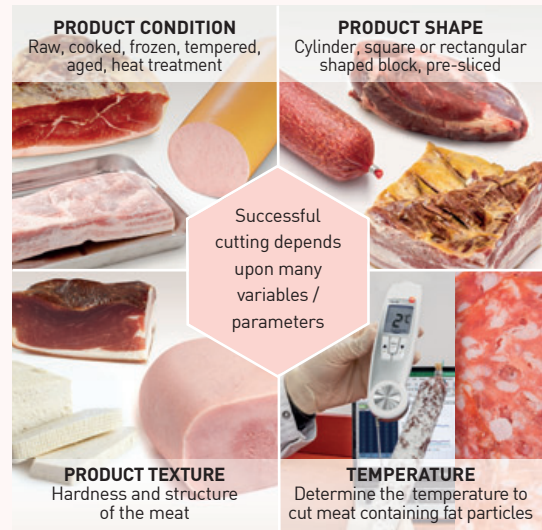 PRODUCT CONDITION
Raw, cooked, frozen, tempered,
aged, heat treatment
PRODUCT SHAPE
Cylinder, square or rectangular
shaped block, pre-sliced
Successful
cutting depends
upon many
variables /
parameters
2°C
PRODUCT TEXTURE
Hardness and structure
of the meat
TEMPERATURE
Determine the temperature to
cut meat containing fat particles